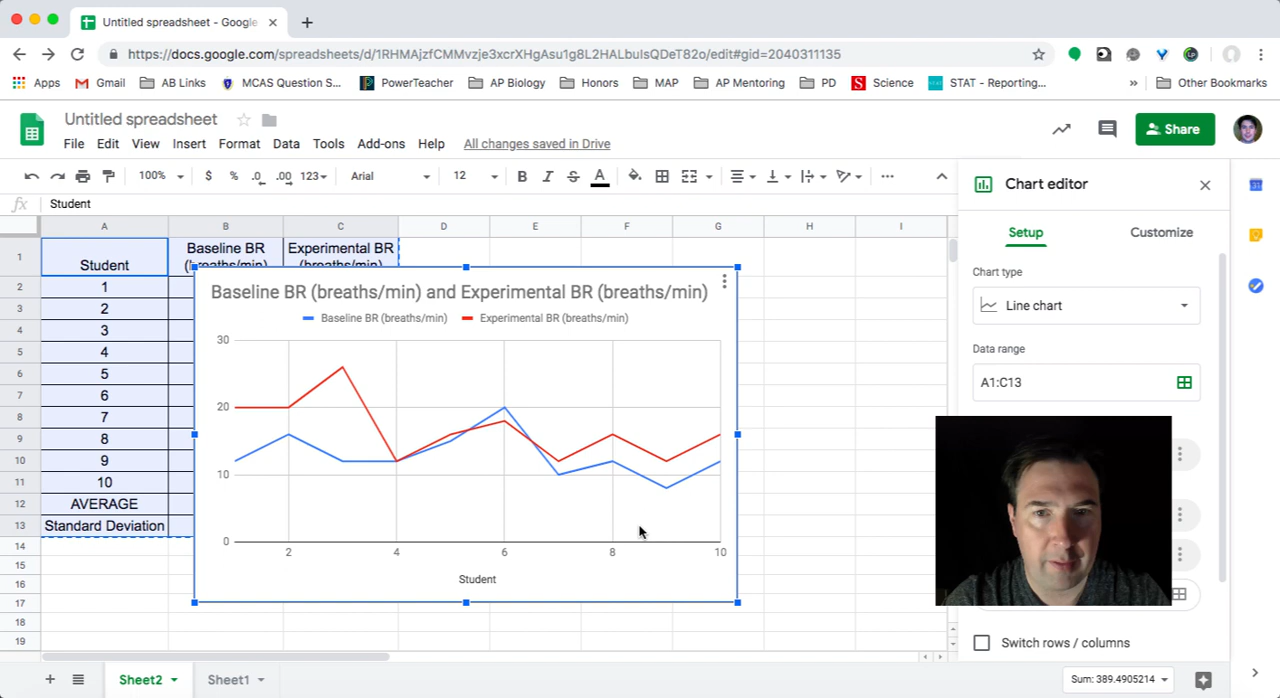 Untitled spreadsheet - Google
https://docs.google.com/spreadsheets/d/1RHMAjzfCMMvzje3xcrXHgAsu1g8L2HALbuIsQDeT82o/edit#gid=2040311135
Apps Gmail AB Links MCAS Question S... PowerTeacher AP Biology Honors MAP AP Mentoring PD Science STAT - Reporting... » Other Bookmarks
Untitled spreadsheet
File Edit View Insert Format Data Tools Add-ons Help All changes saved in Drive
Share
100% $ % .0 .00 123 Arial 12 B I S A
fx Student
Chart editor
Setup Customize
Chart type
Line chart
Data range
A1:C13
Switch rows / columns
A B C D E F G H I
1 Student Baseline BR (breaths/min) Experimental BR (breaths/min)
2 1
3 2
4 3
5 4
6 5
7 6
8 7
9 8
10 9
11 10
12 AVERAGE
13 Standard Deviation
14
15
16
17
18
19
Baseline BR (breaths/min) and Experimental BR (breaths/min)
Baseline BR (breaths/min) Experimental BR (breaths/min)
30
20
10
0
2 4 6 8 10
Student
Sheet2 Sheet1
Sum: 389.4905214